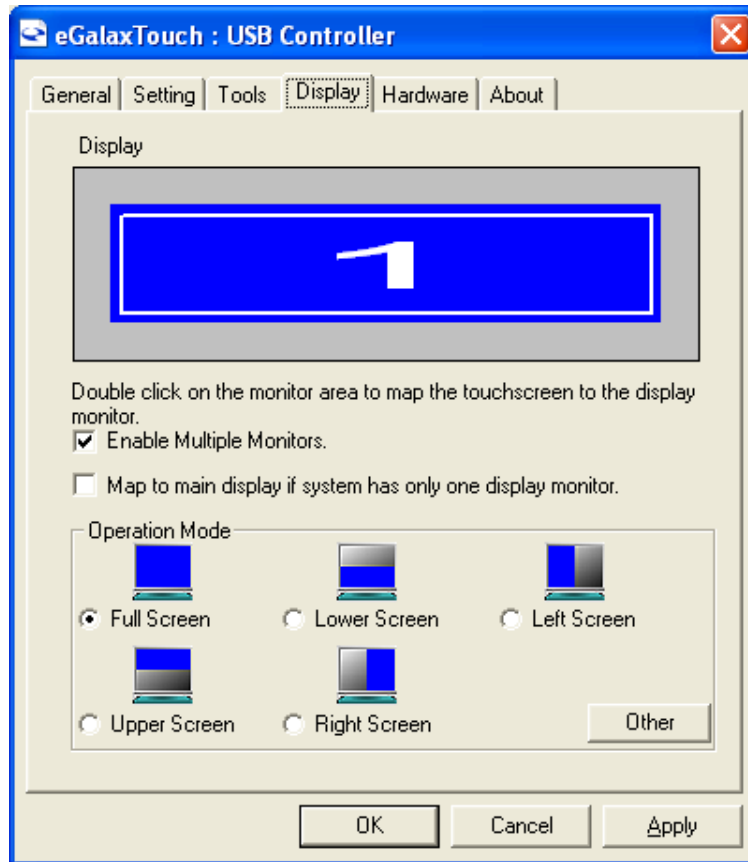 eGalaxTouch : USB Controller
General Setting Tools Display Hardware About
Display
1
Double click on the monitor area to map the touchscreen to the display
monitor.
Enable Multiple Monitors.
Map to main display if system has only one display monitor.
Operation Mode
Full Screen Lower Screen Left Screen
Upper Screen Right Screen Other
OK Cancel Apply